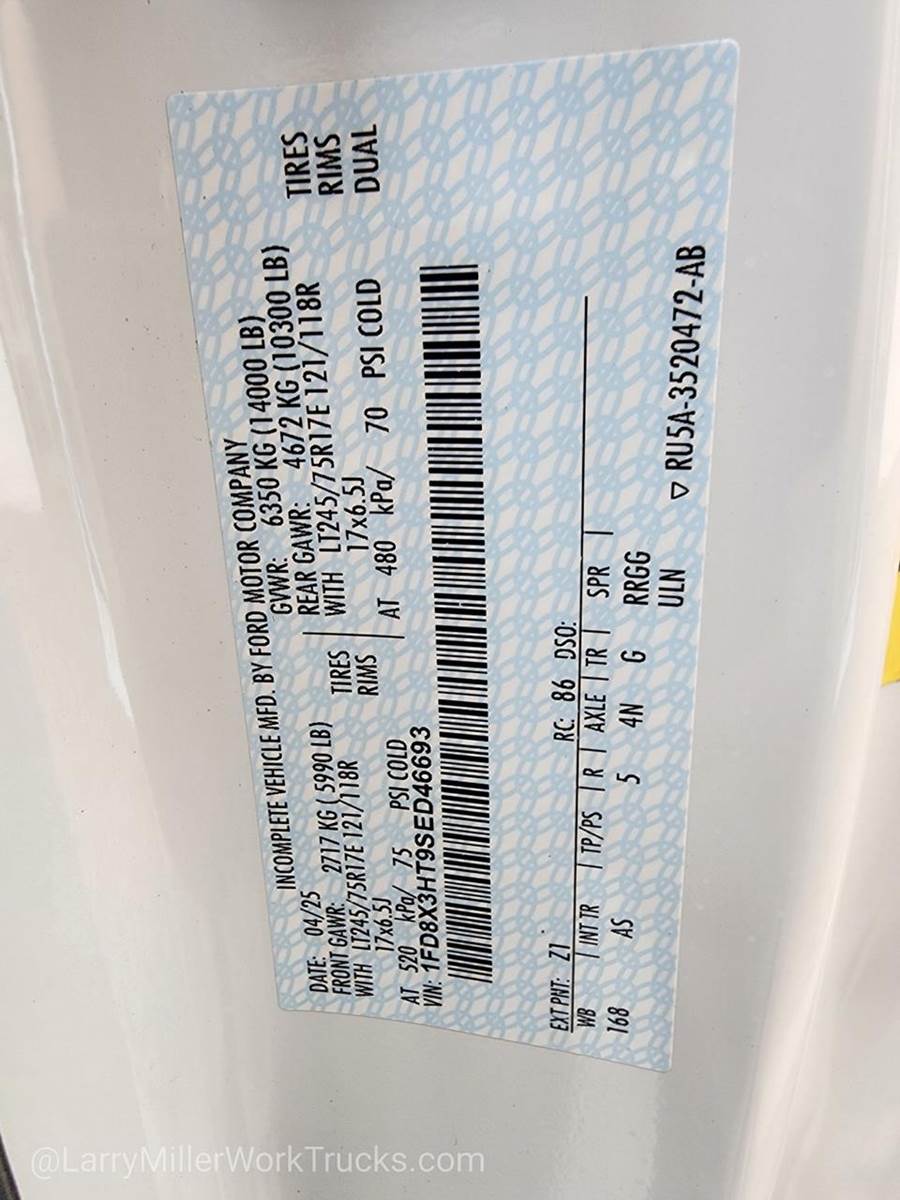 INCOMPLETE VEHICLE MFD. BY FORD MOTOR COMPANY
DATE: 04/25 GVWR: 6350 KG (14000 LB)
FRONT GAWR: 2717 KG (5990 LB) REAR GAWR: 4672 KG (10300 LB)
WITH LT245/75R17E 121/118R TIRES WITH LT245/75R17E 121/118R TIRES
17x6.5J RIMS 17x6.5J RIMS
AT 520 kPa/ 75 PSI COLD AT 480 kPa/ 70 PSI COLD DUAL
VIN: 1FD8X3HT9SED46693
EXT PNT: Z1 RC: 86 DSO:
WB INT TR TP/PS R AXLE TR SPR
168 AS 5 4N G RRGG
ULN
▽ RU5A-3520472-AB
@LarryMillerWorkTrucks.com